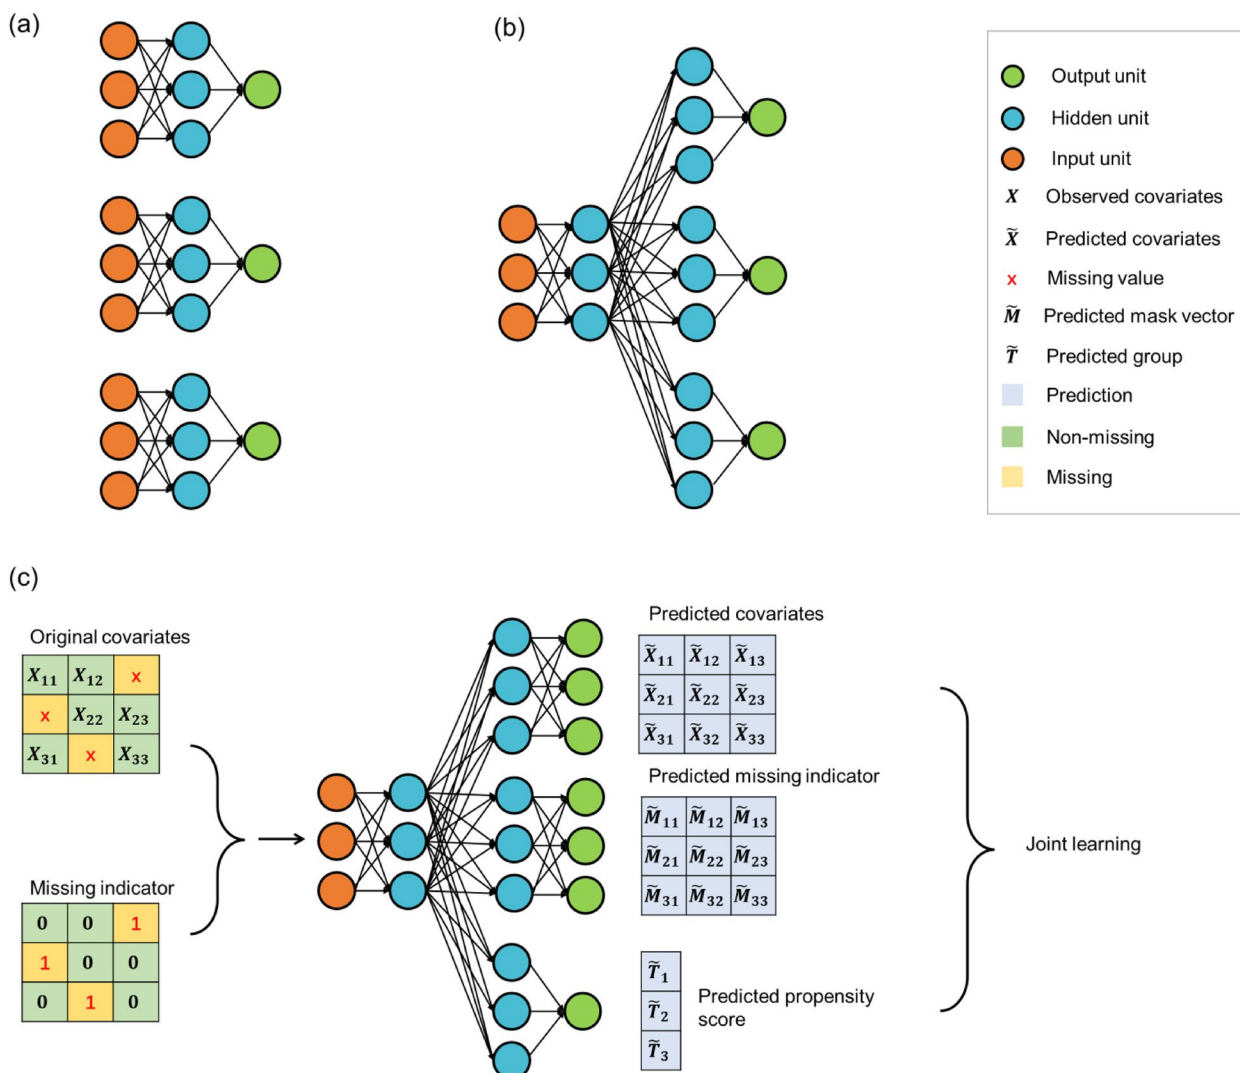 (a)
(b)
Output unit
Hidden unit
Input unit
X Observed covariates
X̃ Predicted covariates
x Missing value
M̃ Predicted mask vector
T̃ Predicted group
Prediction
Non-missing
Missing
(c)
Original covariates
X₁₁ X₁₂ x
x X₂₂ X₂₃
X₃₁ x X₃₃
Missing indicator
0 0 1
1 0 0
0 1 0
Predicted covariates
X̃₁₁ X̃₁₂ X̃₁₃
X̃₂₁ X̃₂₂ X̃₂₃
X̃₃₁ X̃₃₂ X̃₃₃
Predicted missing indicator
M̃₁₁ M̃₁₂ M̃₁₃
M̃₂₁ M̃₂₂ M̃₂₃
M̃₃₁ M̃₃₂ M̃₃₃
T̃₁
T̃₂
T̃₃
Predicted propensity
score
Joint learning